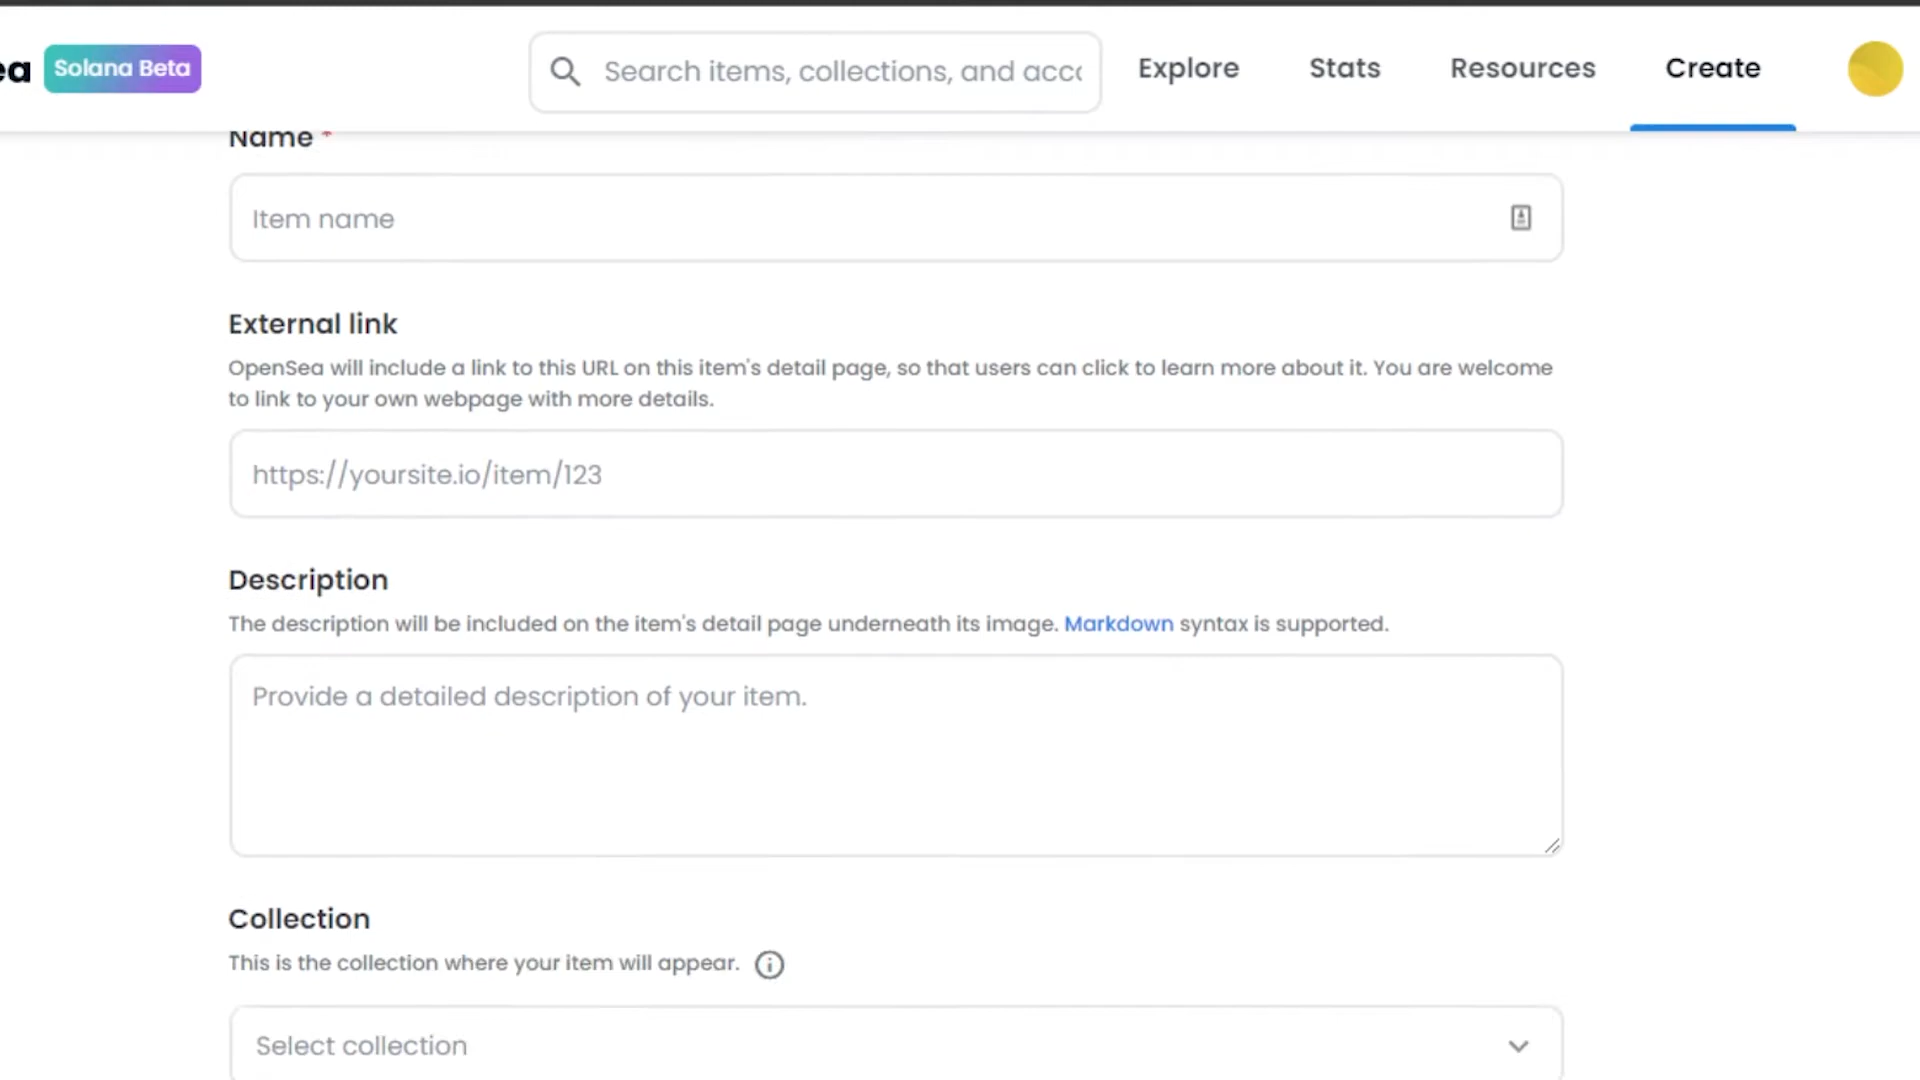 ea Solana Beta Search items, collections, and acco Explore Stats Resources Create
Name *
Item name
External link
OpenSea will include a link to this URL on this item's detail page, so that users can click to learn more about it. You are welcome
to link to your own webpage with more details.
https://yoursite.io/item/123
Description
The description will be included on the item's detail page underneath its image. Markdown syntax is supported.
Provide a detailed description of your item.
Collection
This is the collection where your item will appear.
Select collection